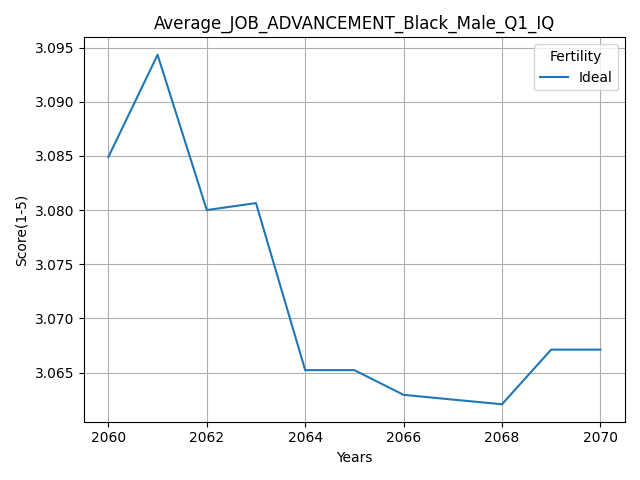 Average_JOB_ADVANCEMENT_Black_Male_Q1_IQ
Fertility
Ideal
3.095
3.090
3.085
3.080
3.075
3.070
3.065
Score(1-5)
2060 2062 2064 2066 2068 2070
Years